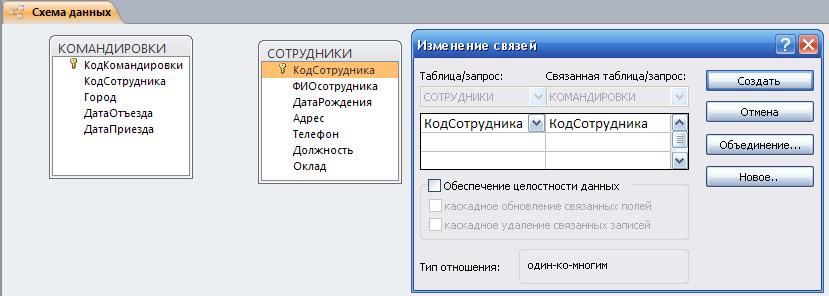 Схема данных
КОМАНДИРОВКИ
КодКомандировки
КодСотрудника
Город
ДатаОтъезда
ДатаПриезда
СОТРУДНИКИ
КодСотрудника
ФИОсотрудника
ДатаРождения
Адрес
Телефон
Должность
Оклад
Изменение связей
Таблица/запрос: Связанная таблица/запрос:
СОТРУДНИКИ КОМАНДИРОВКИ
КодСотрудника КодСотрудника
Обеспечение целостности данных
каскадное обновление связанных полей
каскадное удаление связанных записей
Тип отношения: один-ко-многим
Создать
Отмена
Объединение...
Новое..